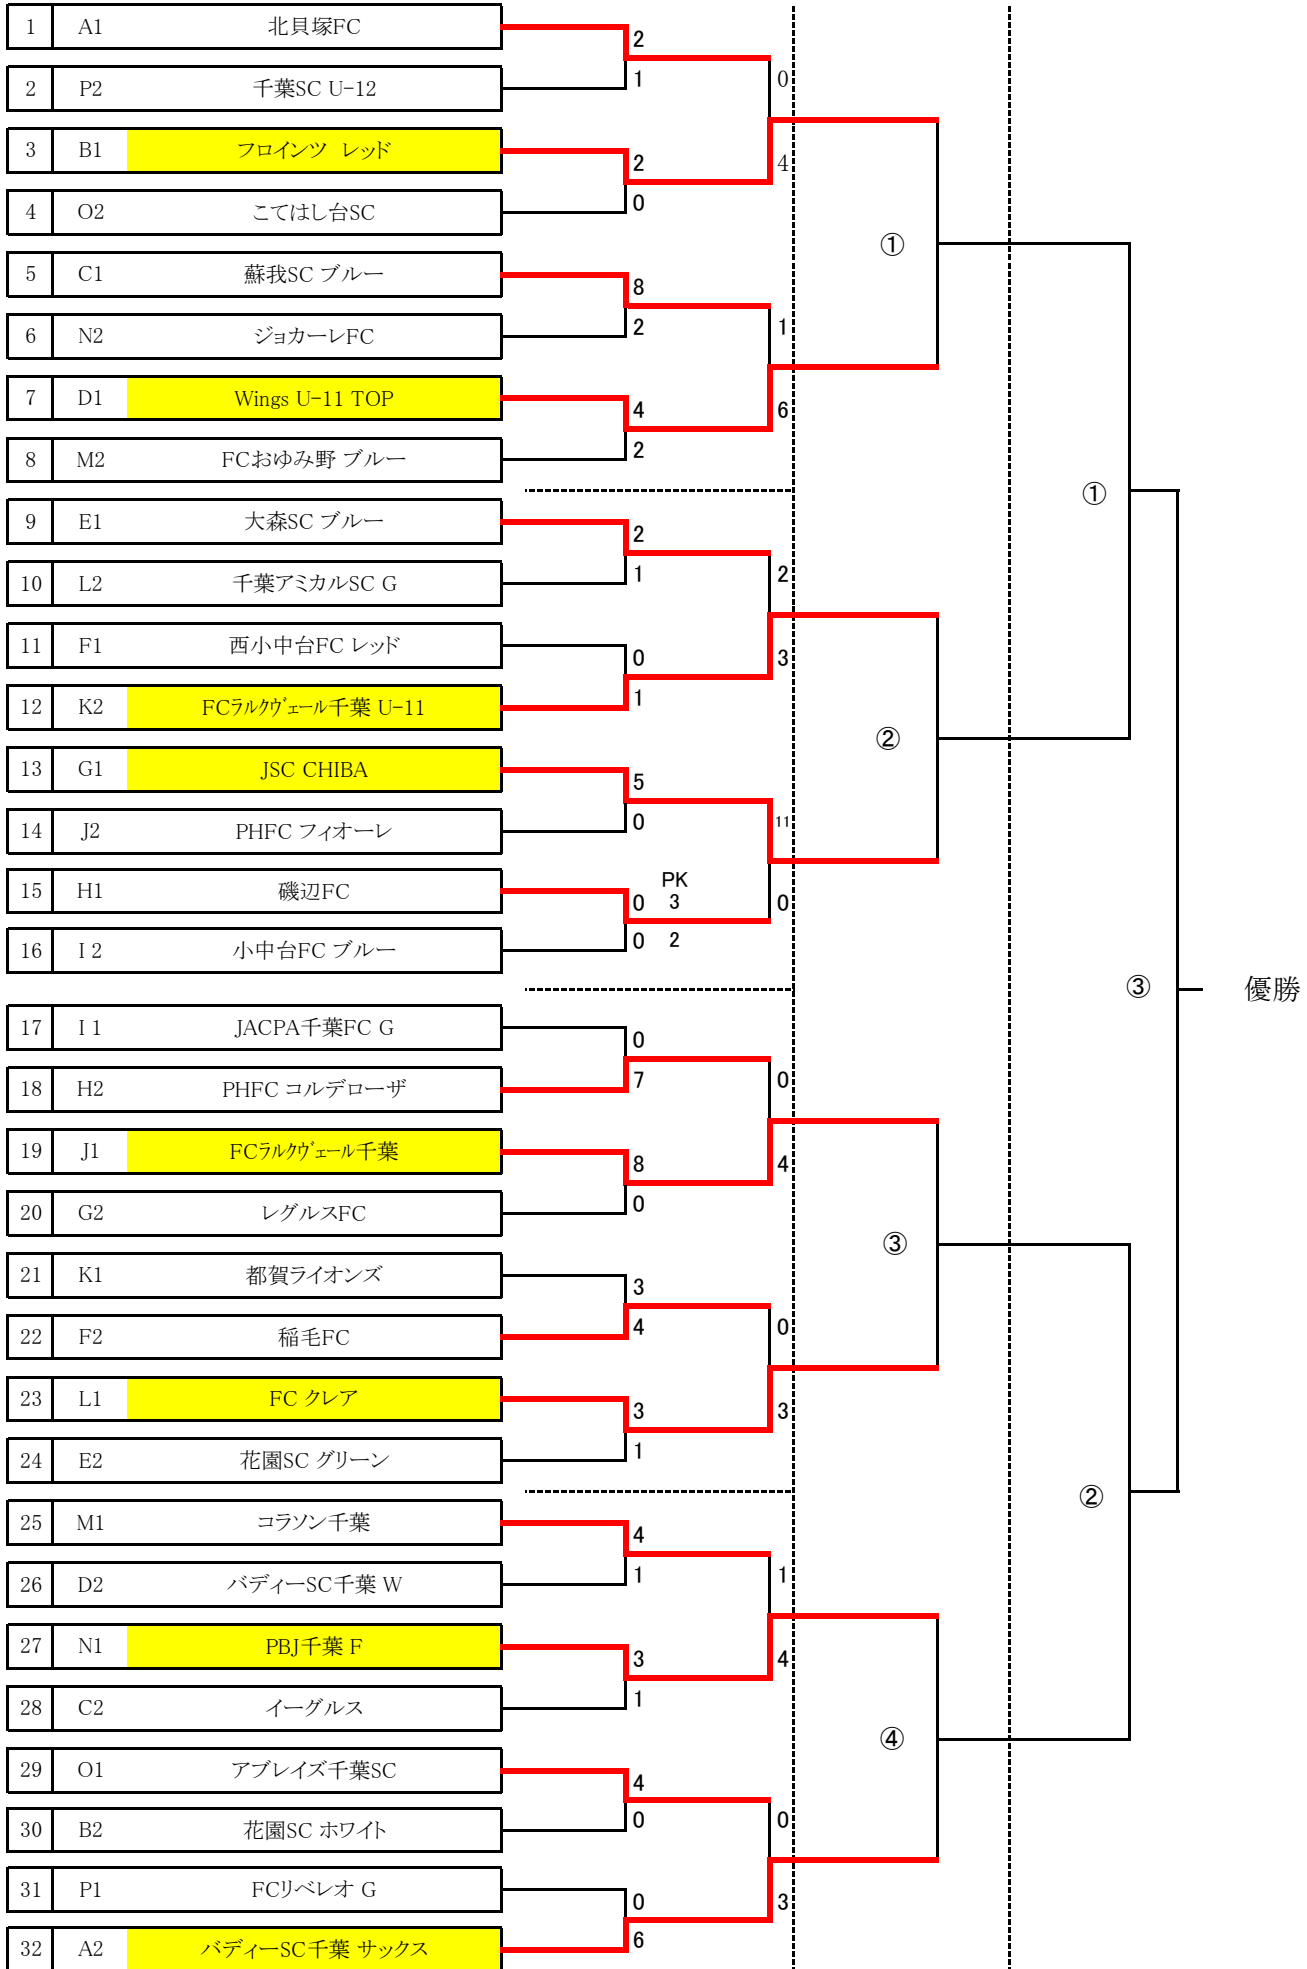 1 A1 北貝塚FC
2
1
0
2 P2 千葉SC U-12
3 B1 フロインツ レッド
2
0
4
4 O2 こてはし台SC
①
5 C1 蘇我SC ブルー
8
2
1
6 N2 ジョカーレFC
7 D1 Wings U-11 TOP
4
2
6
8 M2 FCおゆみ野 ブルー
①
9 E1 大森SC ブルー
2
1
2
10 L2 千葉アミカルSC G
11 F1 西小中台FC レッド
0
1
3
12 K2 FCラルクヴェール千葉 U-11
②
13 G1 JSC CHIBA
5
0
11
14 J2 PHFC フィオーレ
15 H1 磯辺FC
PK
0 3
0 2
0
16 I 2 小中台FC ブルー
③ 優勝
17 I 1 JACPA千葉FC G
0
7
0
18 H2 PHFC コルデローザ
19 J1 FCラルクヴェール千葉
8
0
4
20 G2 レグルスFC
③
21 K1 都賀ライオンズ
3
4
0
22 F2 稲毛FC
23 L1 FC クレア
3
1
3
24 E2 花園SC グリーン
②
25 M1 コラソン千葉
4
1
1
26 D2 バディーSC千葉 W
27 N1 PBJ千葉 F
3
1
4
28 C2 イーグルス
④
29 O1 アブレイズ千葉SC
4
0
0
30 B2 花園SC ホワイト
31 P1 FCリベレオ G
0
6
3
32 A2 バディーSC千葉 サックス